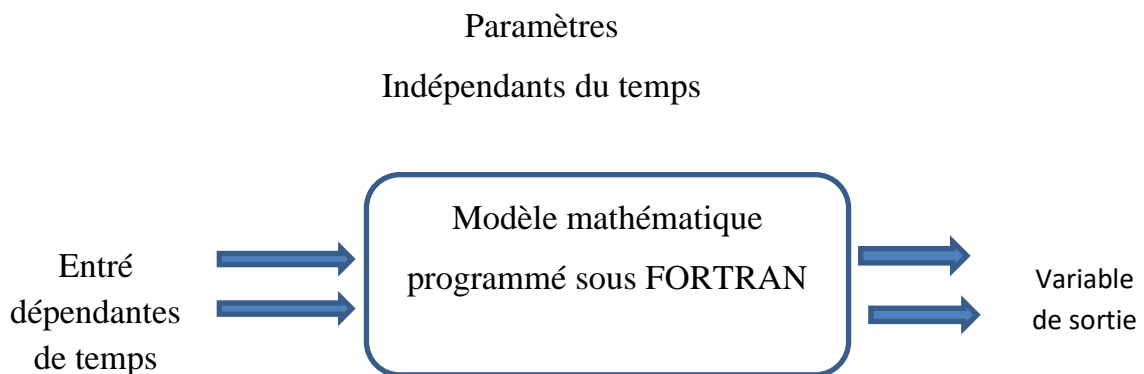 Paramètres
Indépendants du temps
Modèle mathématique
programmé sous FORTRAN
Entré
dépendantes
de temps
Variable
de sortie